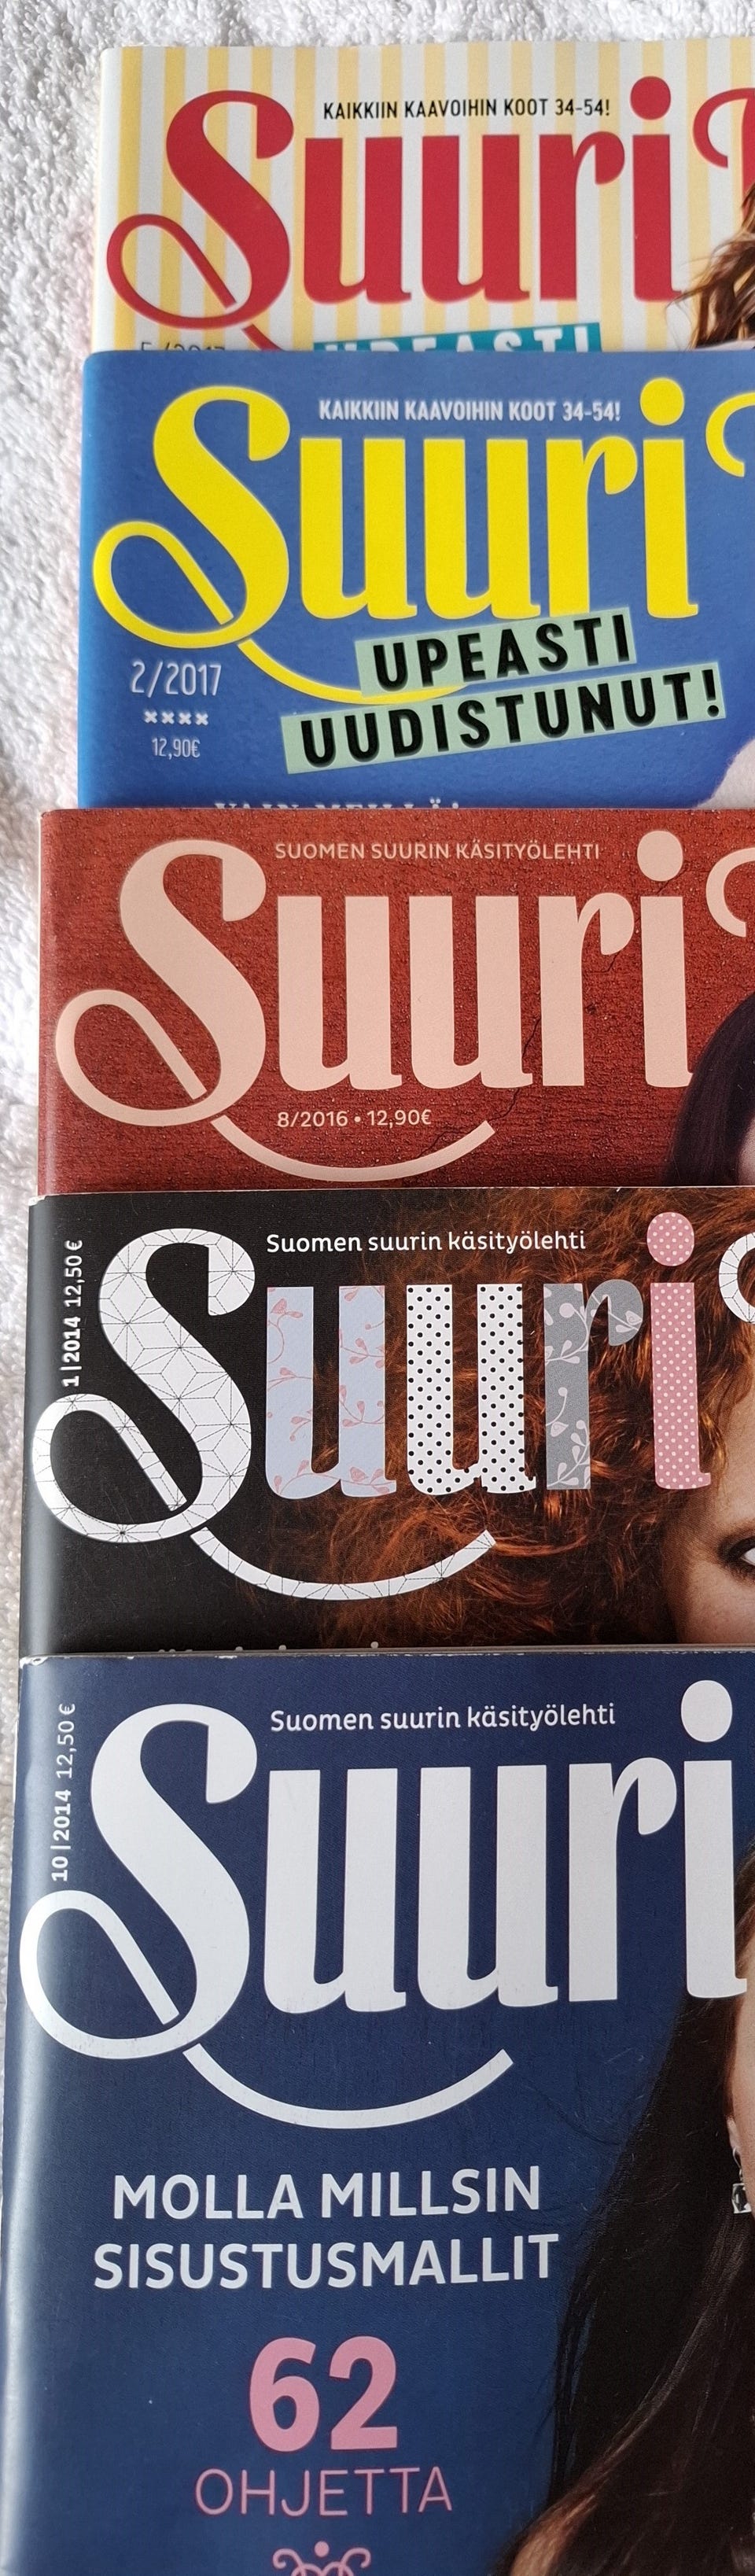 KAIKKIIN KAAVOIHIN KOOT 34-54!
Suuri
UPEASTI
KAIKKIIN KAAVOIHIN KOOT 34-54!
Suuri
UPEASTI
UUDISTUNUT!
2/2017
xxxx
12,90€
SUOMEN SUURIN KÄSITYÖLEHTI
Suuri
8/2016 • 12,90€
Suomen suurin käsityölehti
1|2014 12,50 €
Suuri
Suomen suurin käsityölehti
10|2014 12,50 €
Suuri
MOLLA MILLSIN
SISUSTUSMALLIT
62
OHJETTA